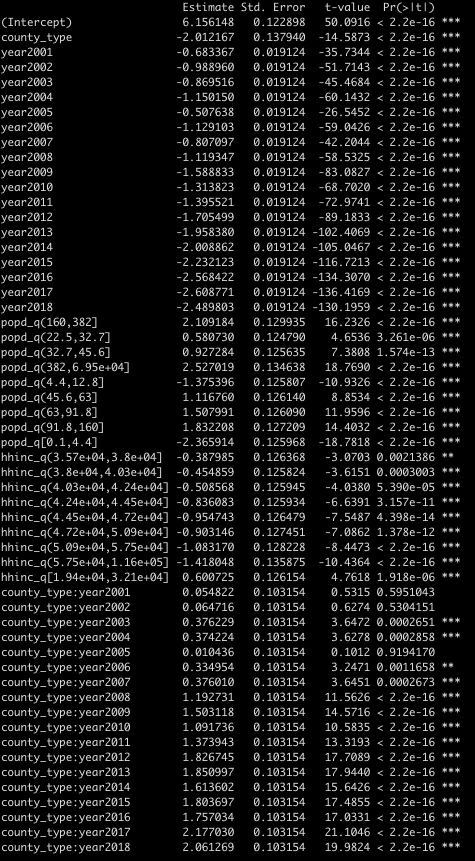 Estimate Std. Error t-value Pr(>|t|)
(Intercept) 6.156148 0.122898 50.0916 < 2.2e-16 ***
county_type -2.012167 0.137940 -14.5873 < 2.2e-16 ***
year2001 -0.683367 0.019124 -35.7344 < 2.2e-16 ***
year2002 -0.988960 0.019124 -51.7143 < 2.2e-16 ***
year2003 -0.869516 0.019124 -45.4684 < 2.2e-16 ***
year2004 -1.150150 0.019124 -60.1432 < 2.2e-16 ***
year2005 -0.507638 0.019124 -26.5452 < 2.2e-16 ***
year2006 -1.129103 0.019124 -59.0426 < 2.2e-16 ***
year2007 -0.807097 0.019124 -42.2044 < 2.2e-16 ***
year2008 -1.119347 0.019124 -58.5325 < 2.2e-16 ***
year2009 -1.588833 0.019124 -83.0827 < 2.2e-16 ***
year2010 -1.313823 0.019124 -68.7020 < 2.2e-16 ***
year2011 -1.395521 0.019124 -72.9741 < 2.2e-16 ***
year2012 -1.705499 0.019124 -89.1833 < 2.2e-16 ***
year2013 -1.958380 0.019124 -102.4069 < 2.2e-16 ***
year2014 -2.008862 0.019124 -105.0467 < 2.2e-16 ***
year2015 -2.232123 0.019124 -116.7213 < 2.2e-16 ***
year2016 -2.568422 0.019124 -134.3070 < 2.2e-16 ***
year2017 -2.608771 0.019124 -136.4169 < 2.2e-16 ***
year2018 -2.489803 0.019124 -130.1959 < 2.2e-16 ***
popd_q(160,382] 2.109184 0.129935 16.2326 < 2.2e-16 ***
popd_q(22.5,32.7] 0.580730 0.124790 4.6536 3.261e-06 ***
popd_q(32.7,45.6] 0.927284 0.125635 7.3808 1.574e-13 ***
popd_q(382,6.95e+04] 2.527019 0.134638 18.7690 < 2.2e-16 ***
popd_q(4.4,12.8] -1.375396 0.125807 -10.9326 < 2.2e-16 ***
popd_q(45.6,63] 1.116760 0.126140 8.8534 < 2.2e-16 ***
popd_q(63,91.8] 1.507991 0.126090 11.9596 < 2.2e-16 ***
popd_q(91.8,160] 1.832208 0.127209 14.4032 < 2.2e-16 ***
popd_q[0.1,4.4] -2.365914 0.125968 -18.7818 < 2.2e-16 ***
hhinc_q(3.57e+04,3.8e+04] -0.387985 0.126368 -3.0703 0.0021386 **
hhinc_q(3.8e+04,4.03e+04] -0.454859 0.125824 -3.6151 0.0003003 ***
hhinc_q(4.03e+04,4.24e+04] -0.508568 0.125945 -4.0380 5.390e-05 ***
hhinc_q(4.24e+04,4.45e+04] -0.836083 0.125934 -6.6391 3.157e-11 ***
hhinc_q(4.45e+04,4.72e+04] -0.954743 0.126479 -7.5487 4.398e-14 ***
hhinc_q(4.72e+04,5.09e+04] -0.903146 0.127451 -7.0862 1.378e-12 ***
hhinc_q(5.09e+04,5.75e+04] -1.083170 0.128228 -8.4473 < 2.2e-16 ***
hhinc_q(5.75e+04,1.16e+05] -1.418048 0.135875 -10.4364 < 2.2e-16 ***
hhinc_q[1.94e+04,3.21e+04] 0.600725 0.126154 4.7618 1.918e-06 ***
county_type:year2001 0.054822 0.103154 0.5315 0.5951043
county_type:year2002 0.064716 0.103154 0.6274 0.5304151
county_type:year2003 0.376229 0.103154 3.6472 0.0002651 ***
county_type:year2004 0.374224 0.103154 3.6278 0.0002858 ***
county_type:year2005 0.010436 0.103154 0.1012 0.9194170
county_type:year2006 0.334954 0.103154 3.2471 0.0011658 **
county_type:year2007 0.376010 0.103154 3.6451 0.0002673 ***
county_type:year2008 1.192731 0.103154 11.5626 < 2.2e-16 ***
county_type:year2009 1.503118 0.103154 14.5716 < 2.2e-16 ***
county_type:year2010 1.091736 0.103154 10.5835 < 2.2e-16 ***
county_type:year2011 1.373943 0.103154 13.3193 < 2.2e-16 ***
county_type:year2012 1.826745 0.103154 17.7089 < 2.2e-16 ***
county_type:year2013 1.850997 0.103154 17.9440 < 2.2e-16 ***
county_type:year2014 1.613602 0.103154 15.6426 < 2.2e-16 ***
county_type:year2015 1.803697 0.103154 17.4855 < 2.2e-16 ***
county_type:year2016 1.757034 0.103154 17.0331 < 2.2e-16 ***
county_type:year2017 2.177030 0.103154 21.1046 < 2.2e-16 ***
county_type:year2018 2.061269 0.103154 19.9824 < 2.2e-16 ***